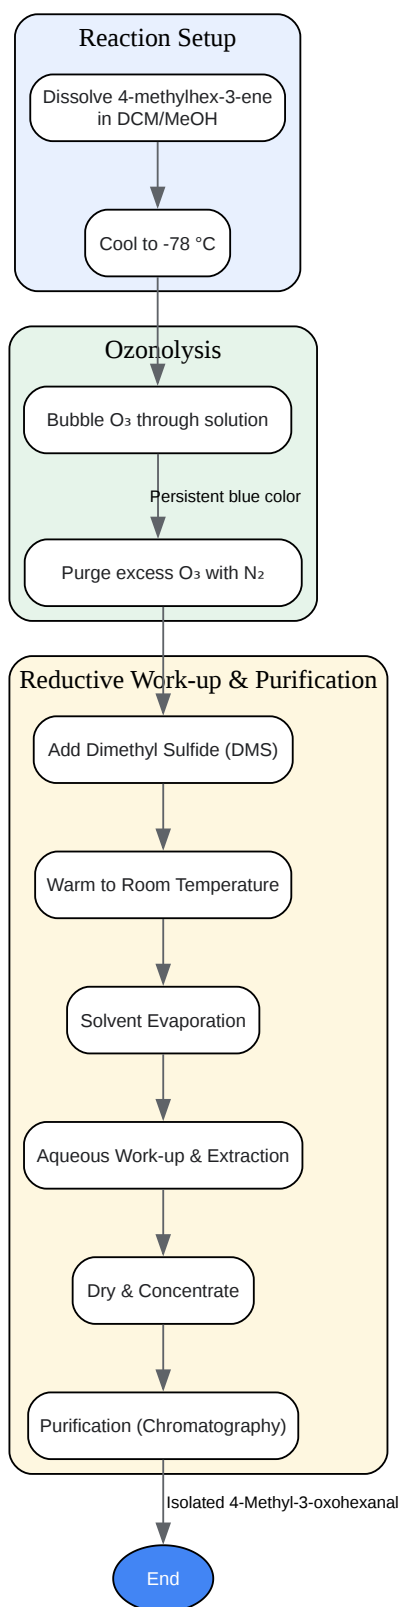 Reaction Setup
Dissolve 4-methylhex-3-ene
in DCM/MeOH
Cool to -78 °C
Ozonolysis
Bubble O₃ through solution
Persistent blue color
Purge excess O₃ with N₂
Reductive Work-up & Purification
Add Dimethyl Sulfide (DMS)
Warm to Room Temperature
Solvent Evaporation
Aqueous Work-up & Extraction
Dry & Concentrate
Purification (Chromatography)
Isolated 4-Methyl-3-oxohexanal
End